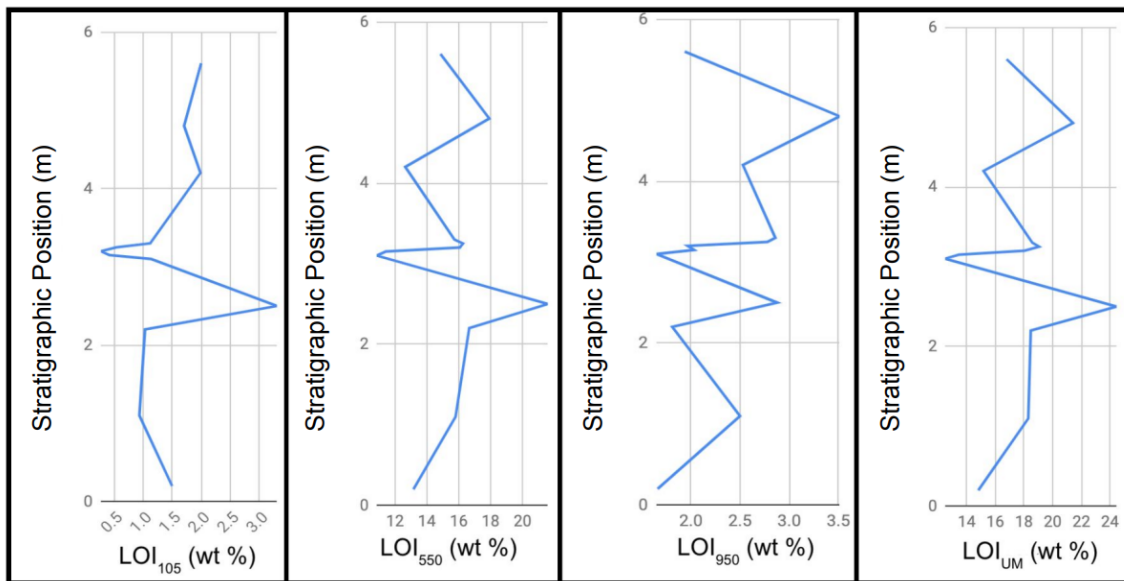 Stratigraphic Position (m)
6
4
2
0
0.5 1.0 1.5 2.0 2.5 3.0
LOI105 (wt %)
Stratigraphic Position (m)
6
4
2
0
12 14 16 18 20
LOI550 (wt %)
Stratigraphic Position (m)
6
4
2
0
2.0 2.5 3.0 3.5
LOI950 (wt %)
Stratigraphic Position (m)
6
4
2
0
14 16 18 20 22 24
LOIUM (wt %)